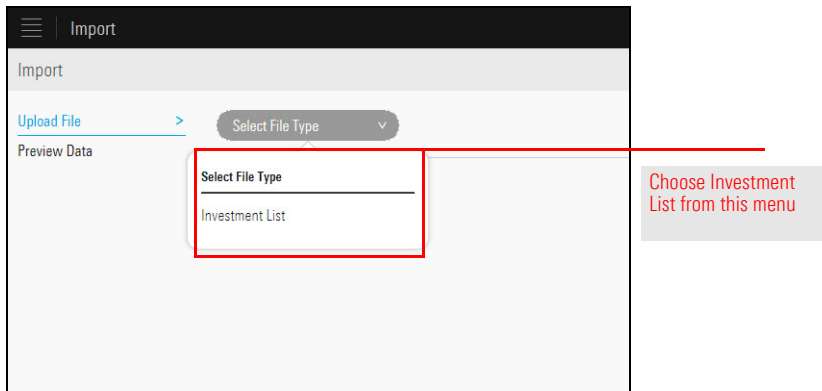 Import
Import
Upload File >
Select File Type
Preview Data
Select File Type
Investment List
Choose Investment
List from this menu